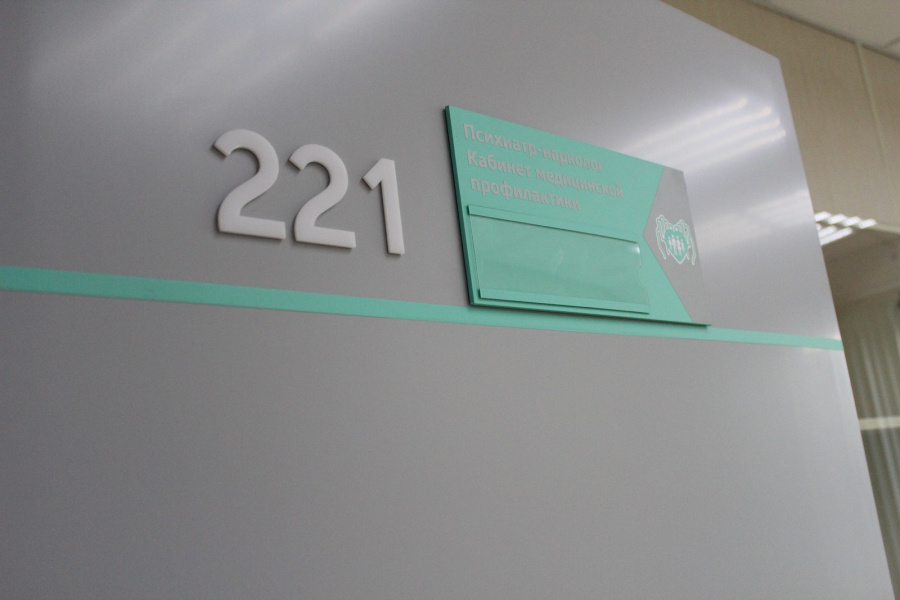 221
Психиатр-нарколог
Кабинет медицинской
профилактики